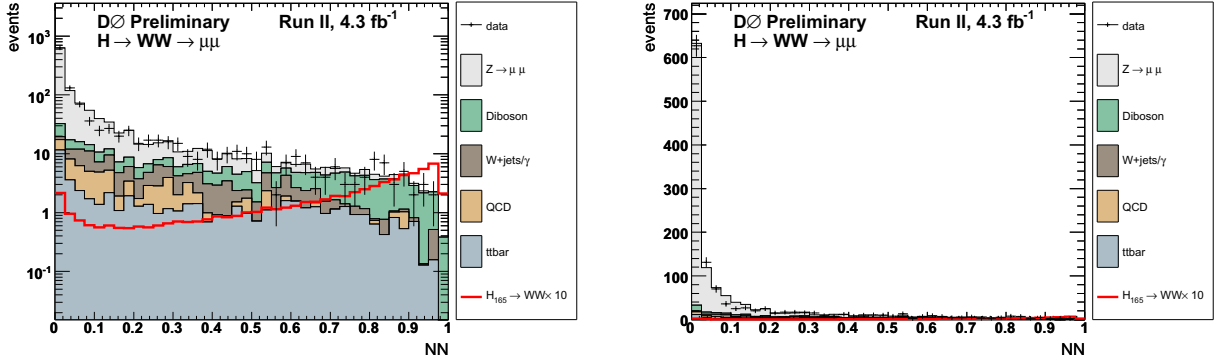 DØ Preliminary Run II, 4.3 fb-1
H → WW → μμ
events
10^3
10^2
10
1
10^-1
0 0.1 0.2 0.3 0.4 0.5 0.6 0.7 0.8 0.9 1
NN
data
Z → μ μ
Diboson
W+jets/γ
QCD
ttbar
H165 → WW× 10
DØ Preliminary Run II, 4.3 fb-1
H → WW → μμ
events
700
600
500
400
300
200
100
0
0 0.1 0.2 0.3 0.4 0.5 0.6 0.7 0.8 0.9 1
NN
data
Z → μ μ
Diboson
W+jets/γ
QCD
ttbar
H165 → WW× 10